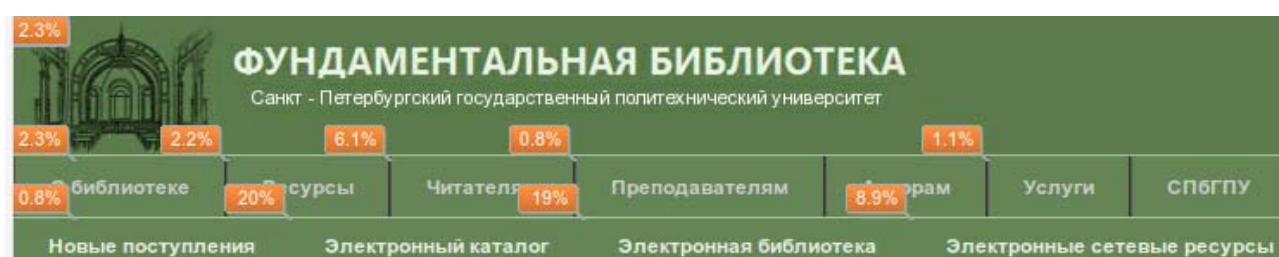 2.3%
ФУНДАМЕНТАЛЬНАЯ БИБЛИОТЕКА
Санкт - Петербургский государственный политехнический университет
2.3% 2.2% 6.1% 0.8% 1.1%
библиотеке Преподавателям Услуги СПбГПУ
0.8% 20% 19% 8.9%
Новые поступления Электронный каталог Электронная библиотека Электронные сетевые ресурсы